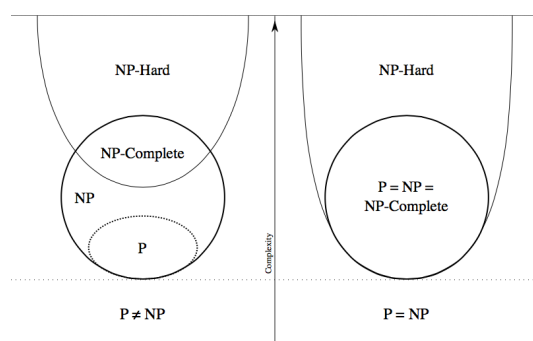 NP-Hard
NP-Complete
NP
P
P ≠ NP
Complexity
NP-Hard
P = NP =
NP-Complete
P = NP